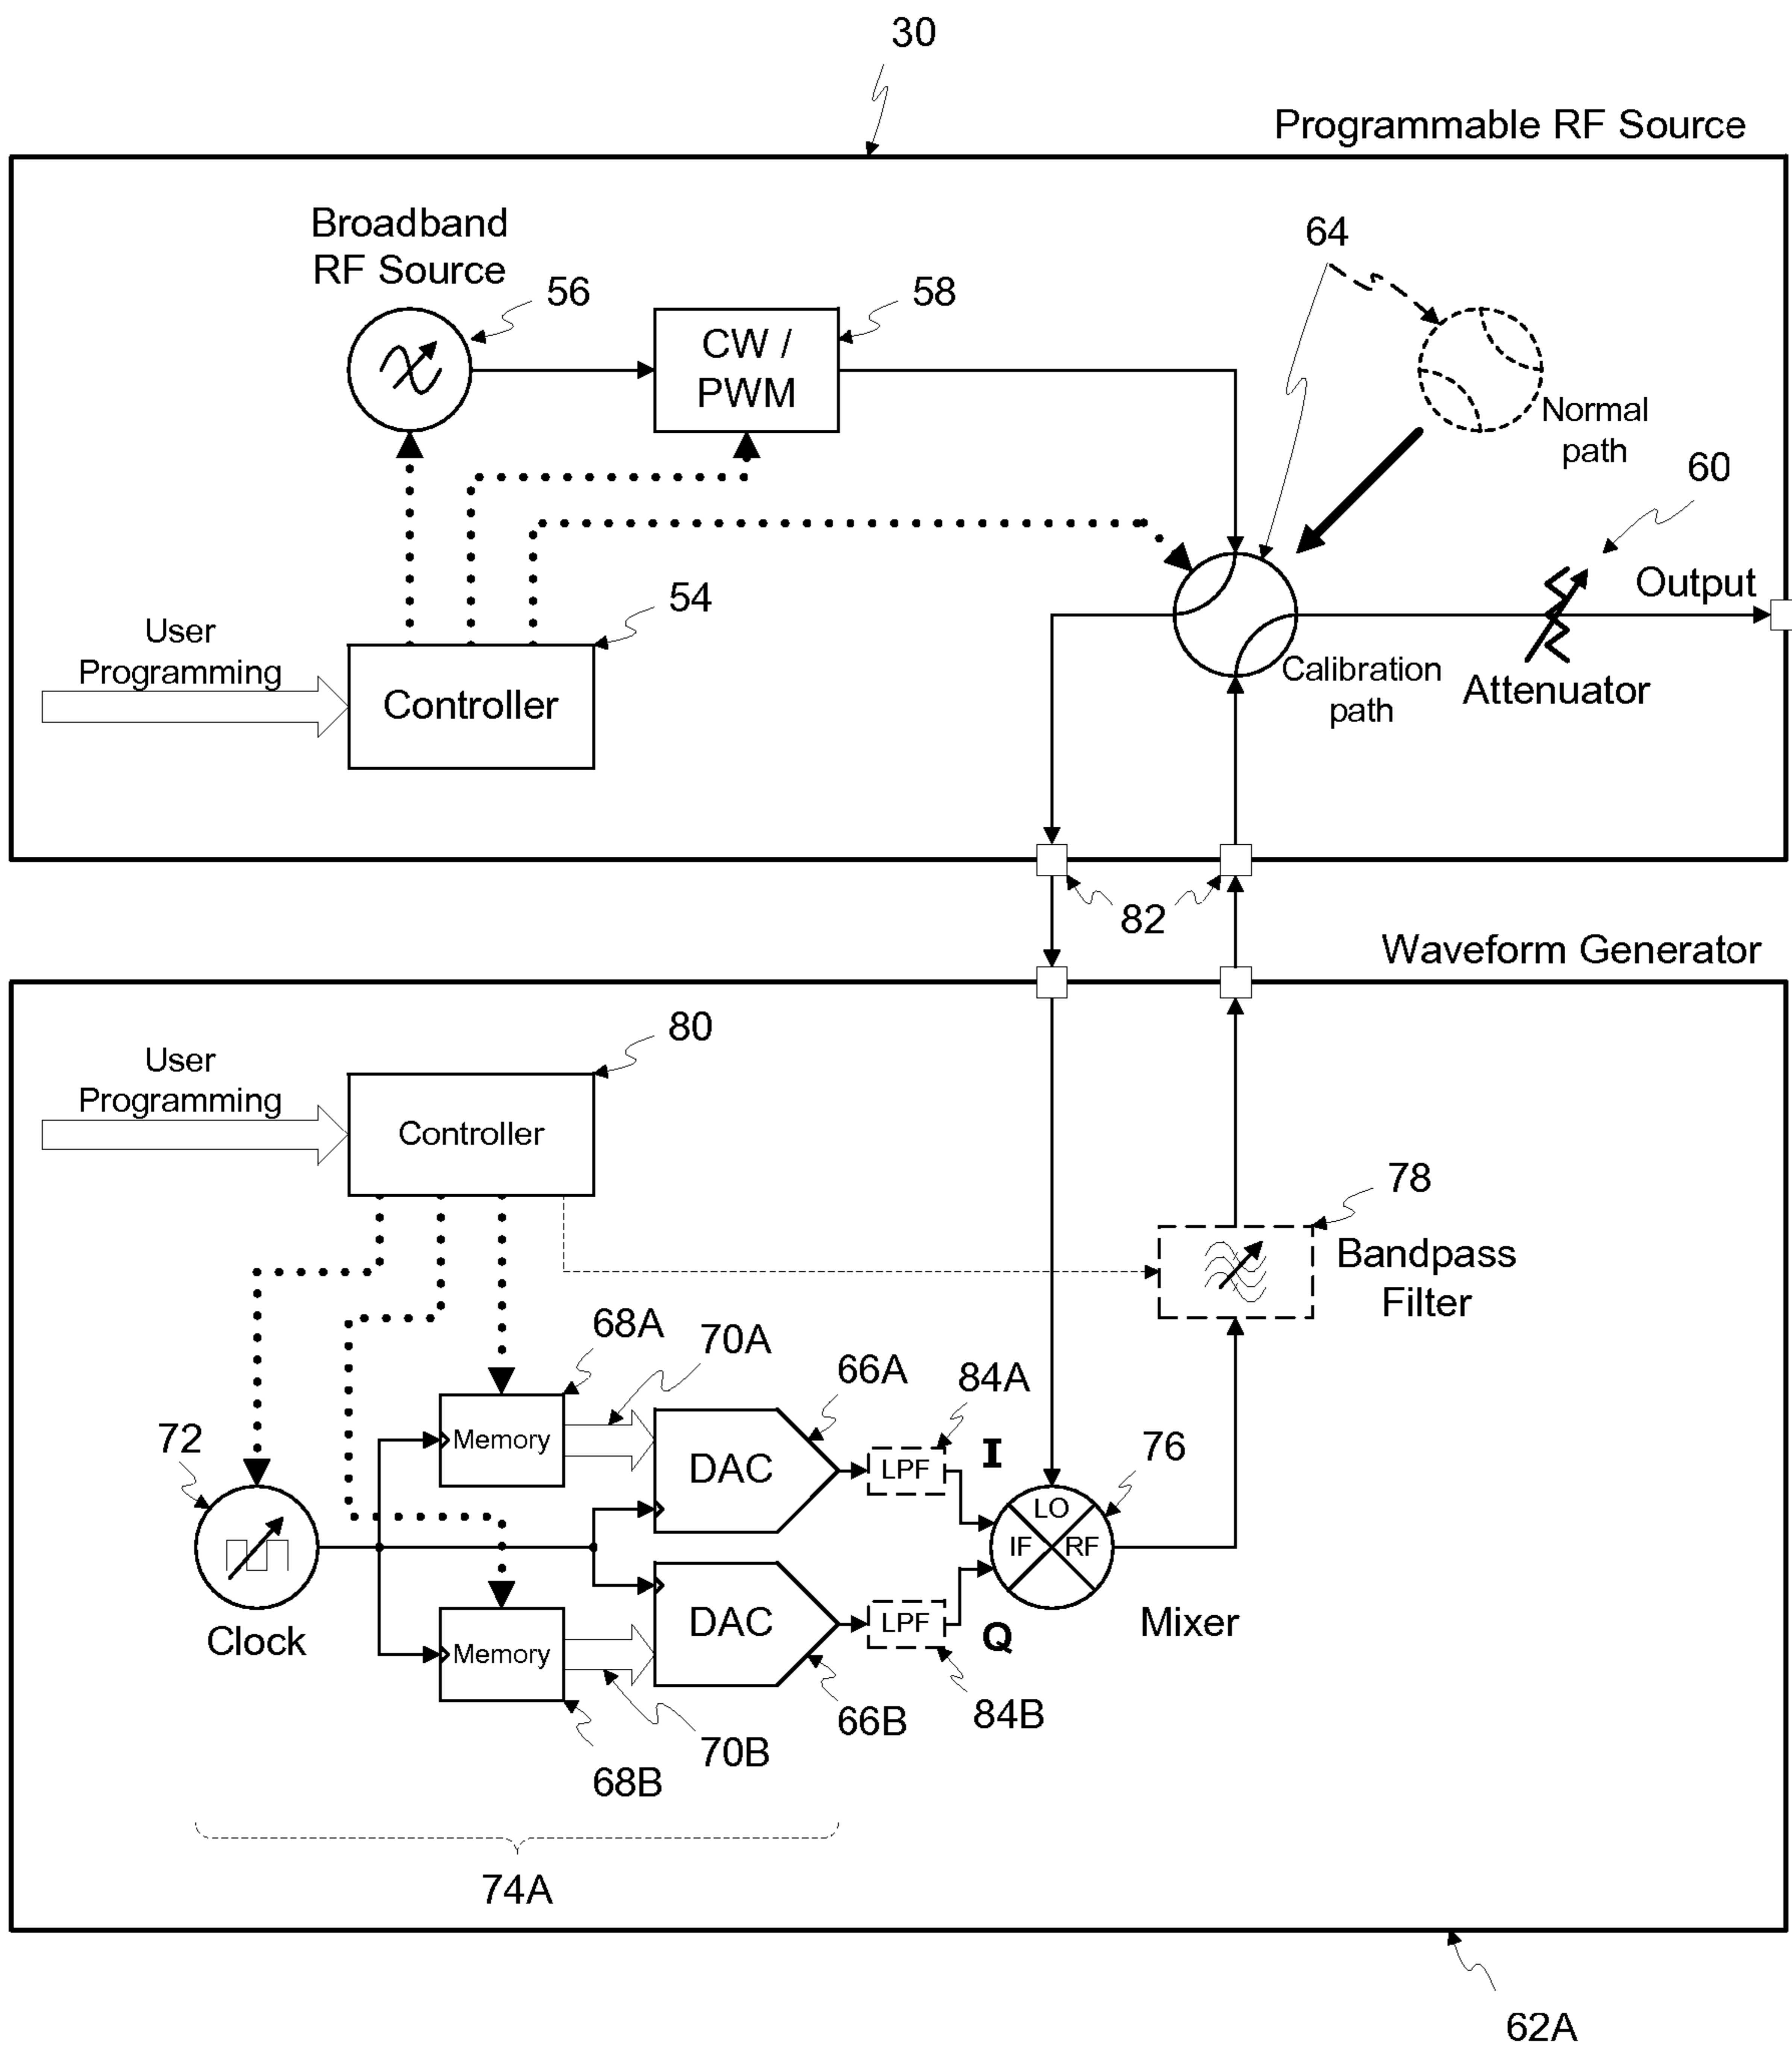 30
Programmable RF Source
Broadband
RF Source
56
CW /
PWM
58
64
Normal
path
60
Output
Attenuator
Calibration
path
54
User
Programming
Controller
82
Waveform Generator
80
User
Programming
Controller
78
Bandpass
Filter
68A
70A
66A
84A
72
Memory
DAC
LPF
I
76
LO
IF
RF
Mixer
Clock
Memory
DAC
LPF
Q
84B
66B
70B
68B
74A
62A